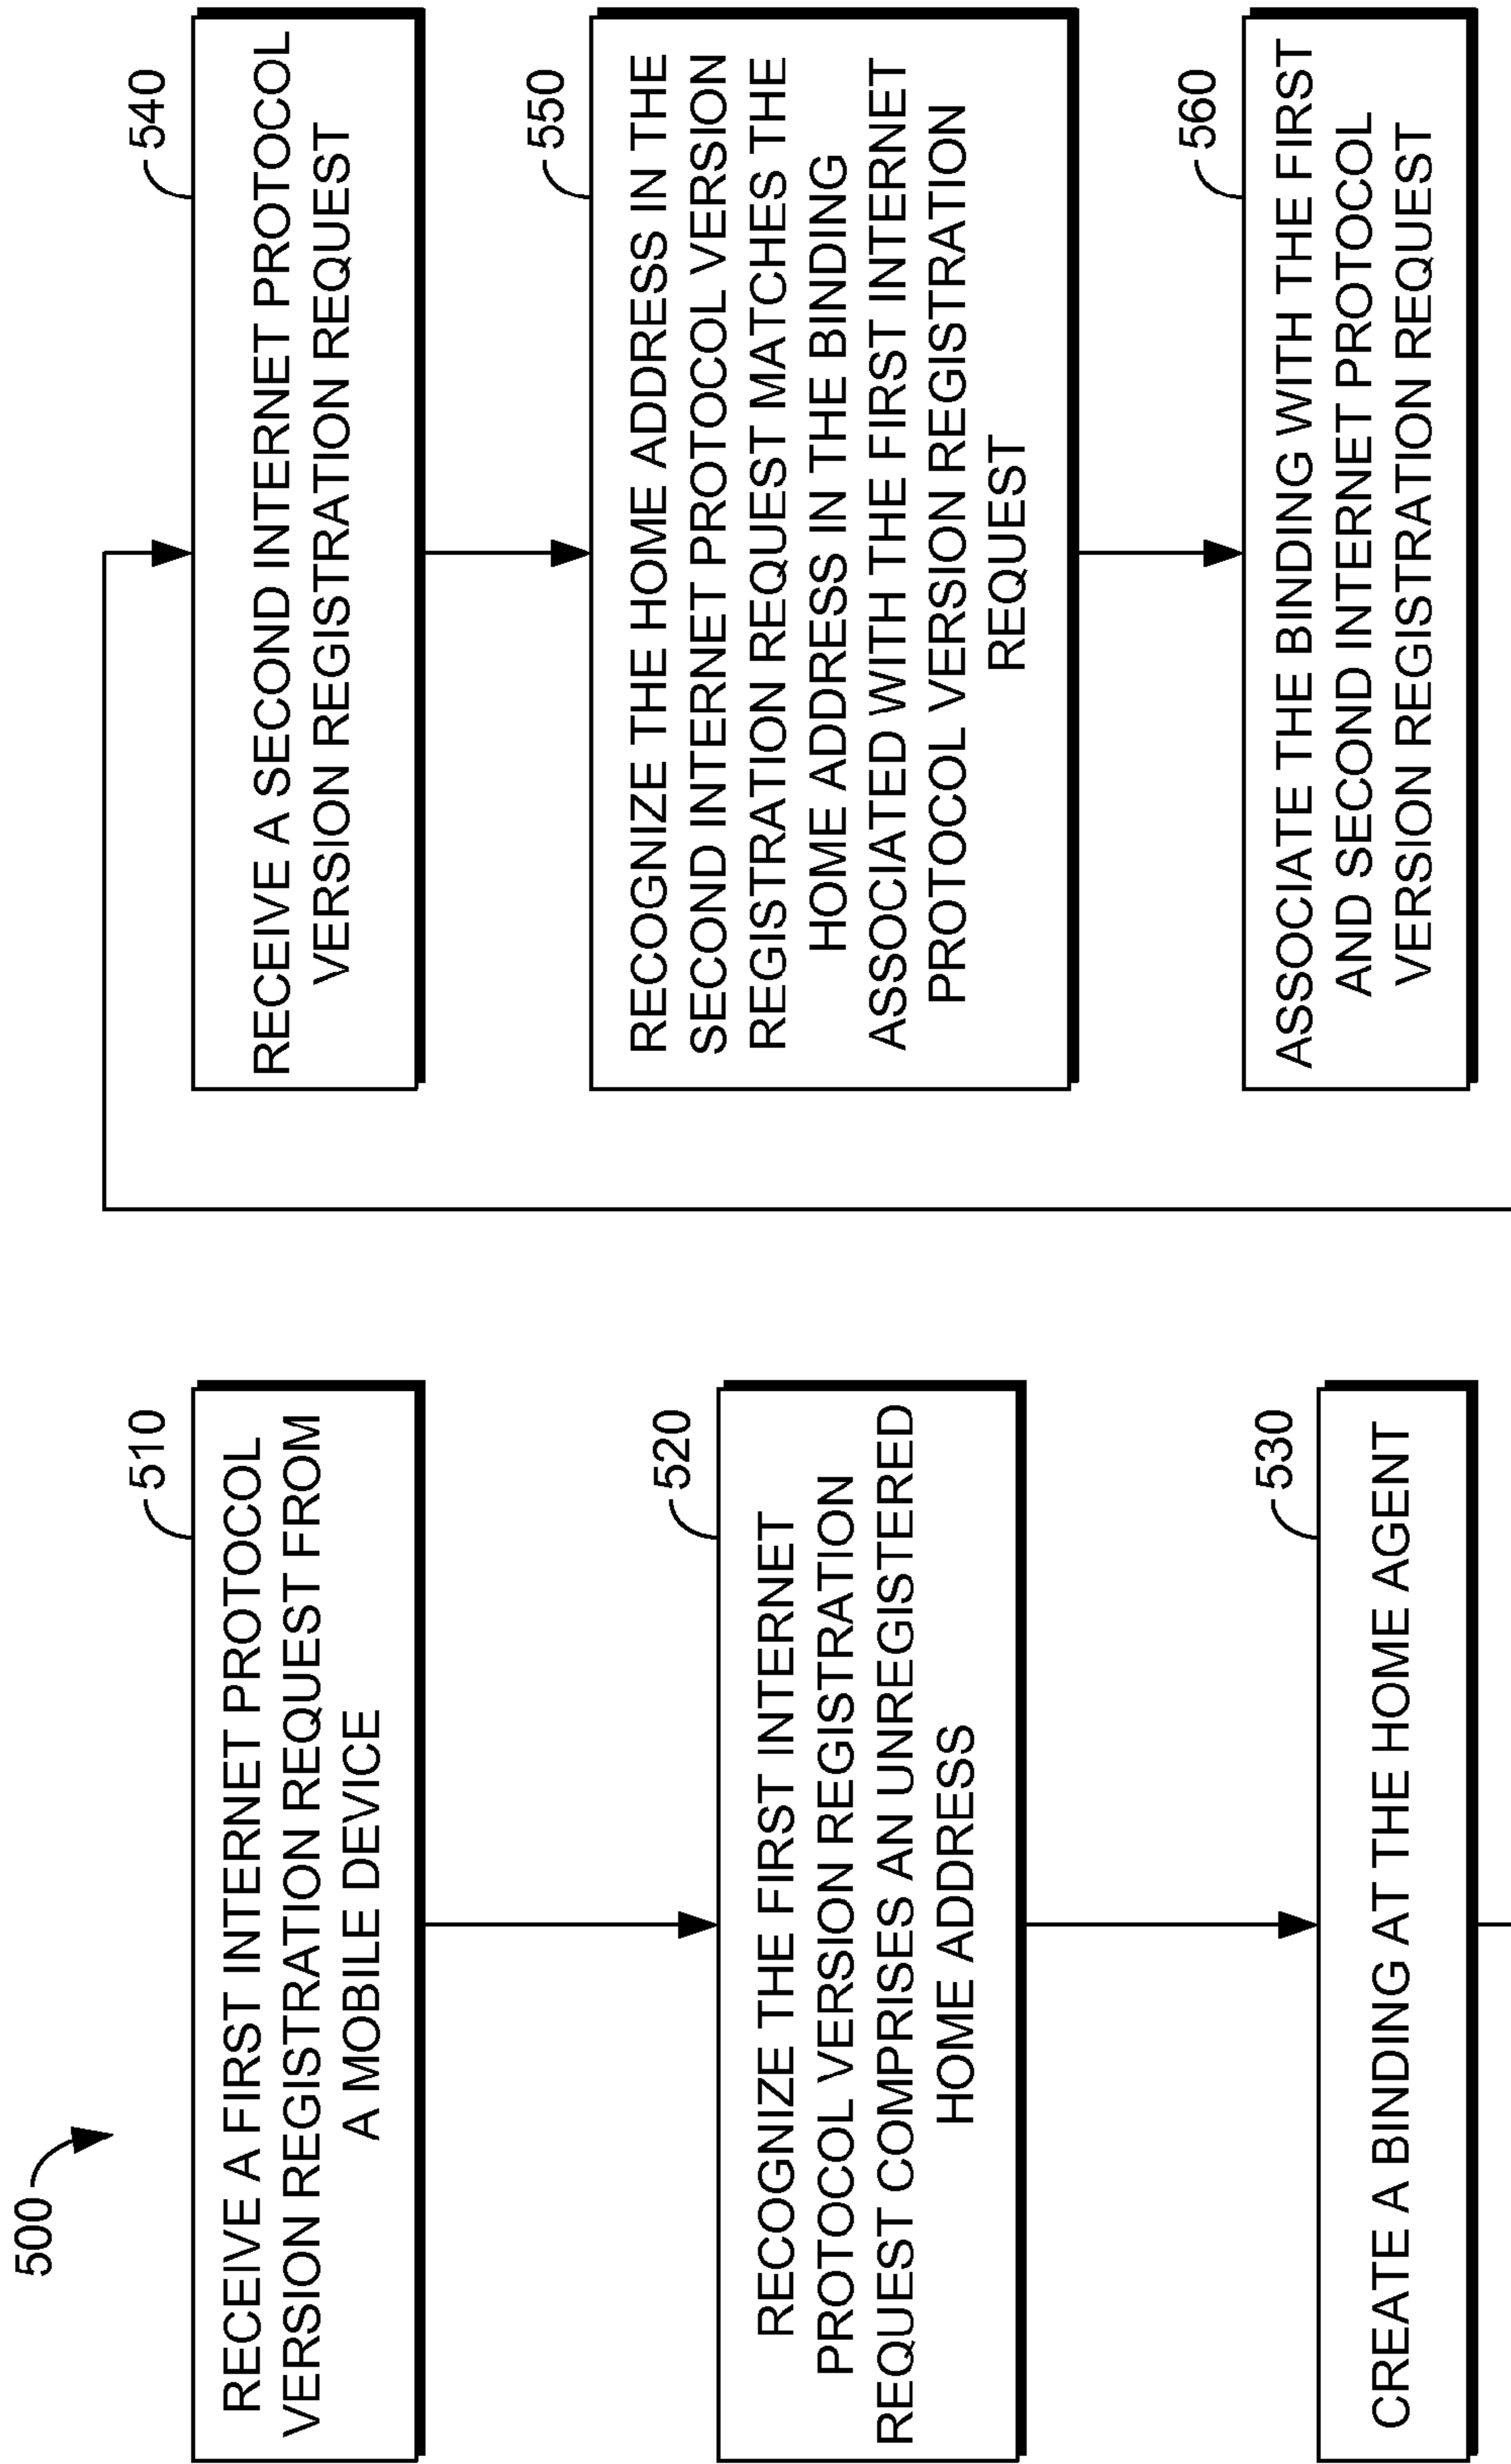 500
510
RECEIVE A FIRST INTERNET PROTOCOL
VERSION REGISTRATION REQUEST FROM
A MOBILE DEVICE
520
RECOGNIZE THE FIRST INTERNET
PROTOCOL VERSION REGISTRATION
REQUEST COMPRISES AN UNREGISTERED
HOME ADDRESS
530
CREATE A BINDING AT THE HOME AGENT
540
RECEIVE A SECOND INTERNET PROTOCOL
VERSION REGISTRATION REQUEST
550
RECOGNIZE THE HOME ADDRESS IN THE
SECOND INTERNET PROTOCOL VERSION
REGISTRATION REQUEST MATCHES THE
HOME ADDRESS IN THE BINDING
ASSOCIATED WITH THE FIRST INTERNET
PROTOCOL VERSION REGISTRATION
REQUEST
560
ASSOCIATE THE BINDING WITH THE FIRST
AND SECOND INTERNET PROTOCOL
VERSION REGISTRATION REQUEST